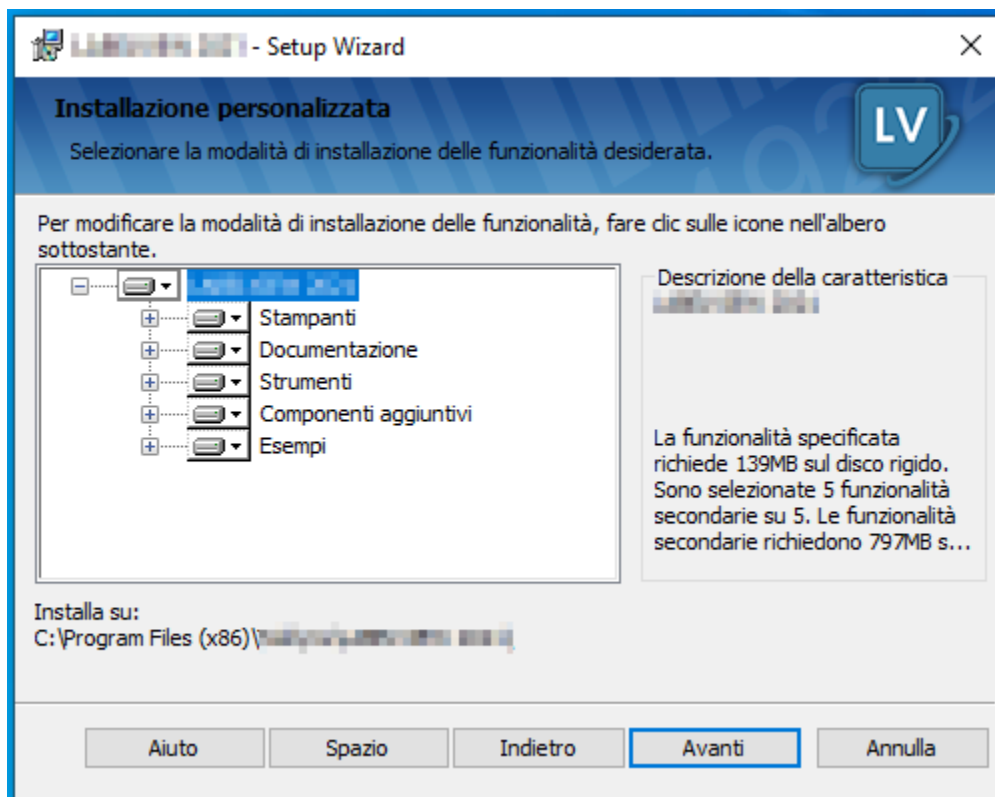 - Setup Wizard
Installazione personalizzata
Selezionare la modalità di installazione delle funzionalità desiderata.
LV
Per modificare la modalità di installazione delle funzionalità, fare clic sulle icone nell'albero
sottostante.
Stampanti
Documentazione
Strumenti
Componenti aggiuntivi
Esempi
Descrizione della caratteristica
La funzionalità specificata
richiede 139MB sul disco rigido.
Sono selezionate 5 funzionalità
secondarie su 5. Le funzionalità
secondarie richiedono 797MB s...
Installa su:
C:\Program Files (x86)\
Aiuto
Spazio
Indietro
Avanti
Annulla